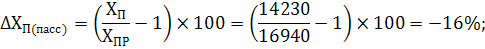 ΔX_П(пасс) = (X_П / X_ПР − 1) × 100 = (14230 / 16940 − 1) × 100 = −16%;